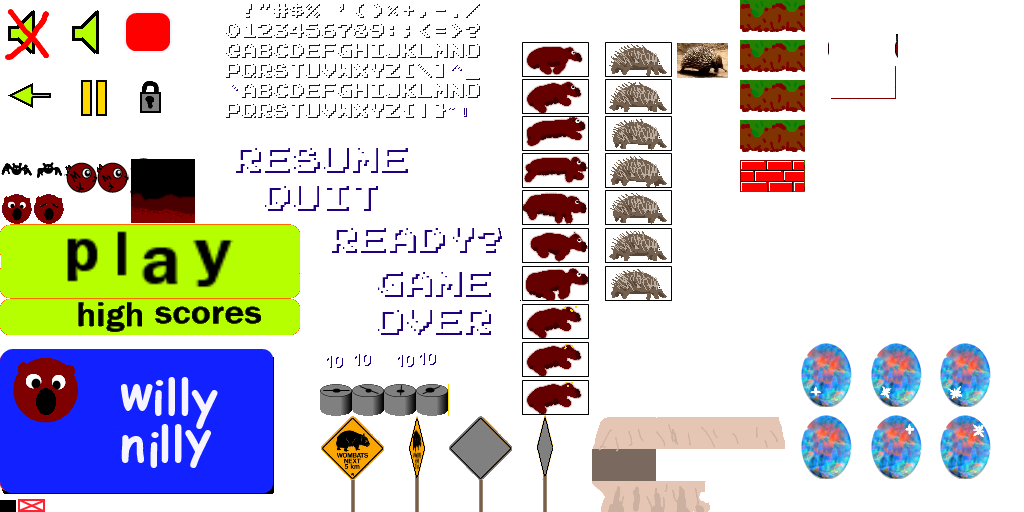 !"#$% '()*+,-./
0123456789:;<=>?
@ABCDEFGHIJKLMNO
PQRSTUVWXYZ[\]^_
`ABCDEFGHIJKLMNO
PQRSTUVWXYZ{|}~
RESUME
QUIT
READY?
GAME
OVER
play
high scores
willy
nilly
10 10 10 10
WOMBATS
NEXT
5 km